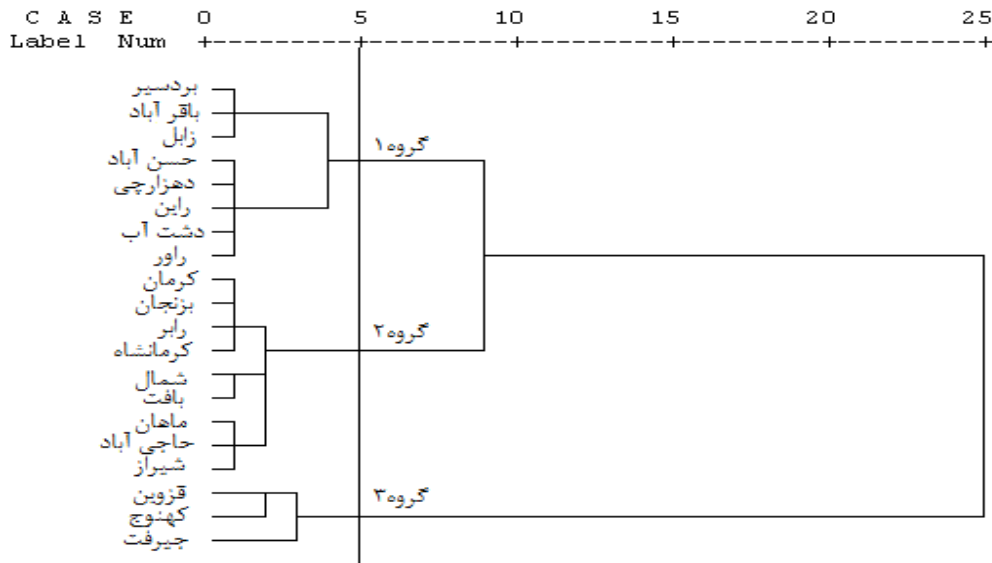 C A S E 0 5 10 15 20 25
Label Num
بردسیر
باقر آباد
زابل
گروه۱
حسن آباد
دهزارچی
راین
دشت آب
راور
کرمان
بزنجان
رابر
گروه۲
کرمانشاه
شمال
بافت
ماهان
حاجی آباد
شیراز
قزوین
گروه۳
کهنوج
جیرفت